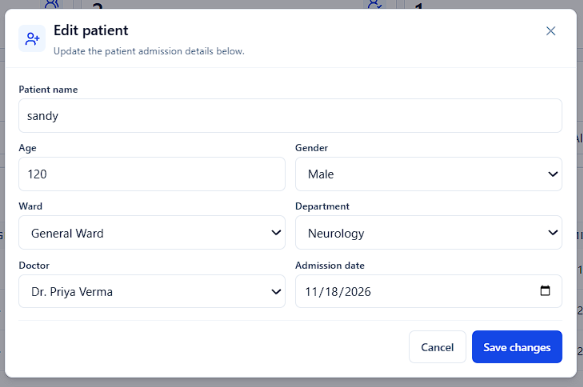 Edit patient
Update the patient admission details below.
Patient name
sandy
Age
Gender
120
Male
Ward
Department
General Ward
Neurology
Doctor
Admission date
Dr. Priya Verma
11/18/2026
Cancel
Save changes